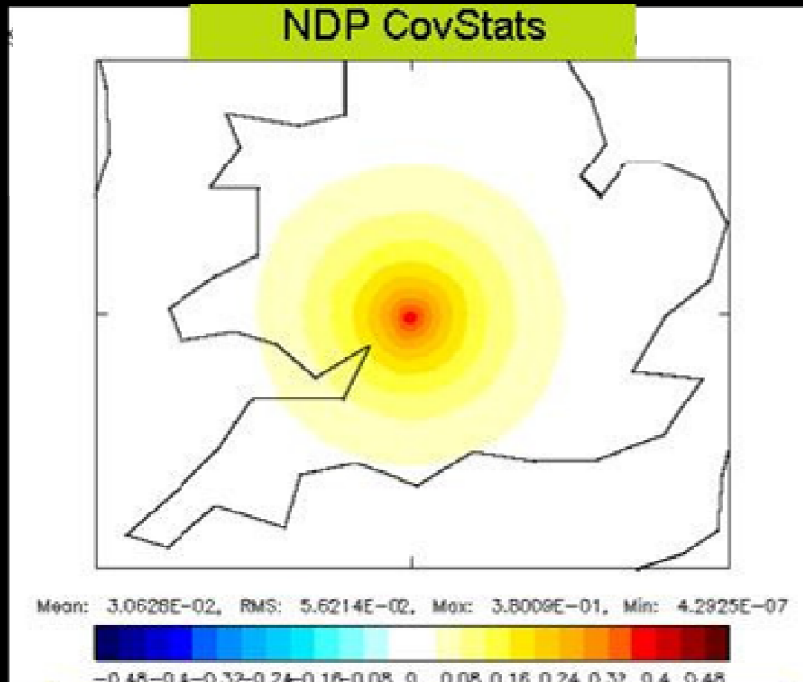 NDP CovStats
Mean: 3.0628E-02, RMS: 5.6214E-02, Max: 3.8009E-01, Min: 4.2925E-07
-0.48-0.4-0.32-0.24-0.16-0.08 0 0.08 0.16 0.24 0.32 0.4 0.48